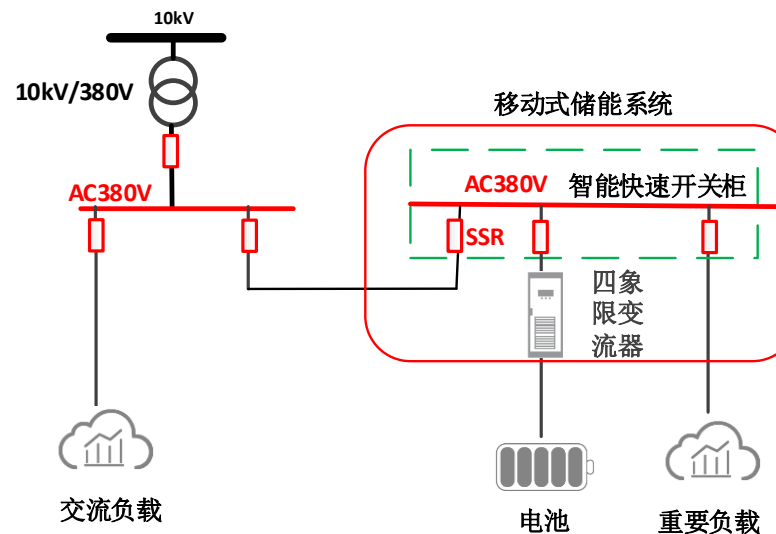 10kV
10kV/380V
移动式储能系统
AC380V
AC380V
智能快速开关柜
SSR
四象
限变
流器
交流负载
电池
重要负载